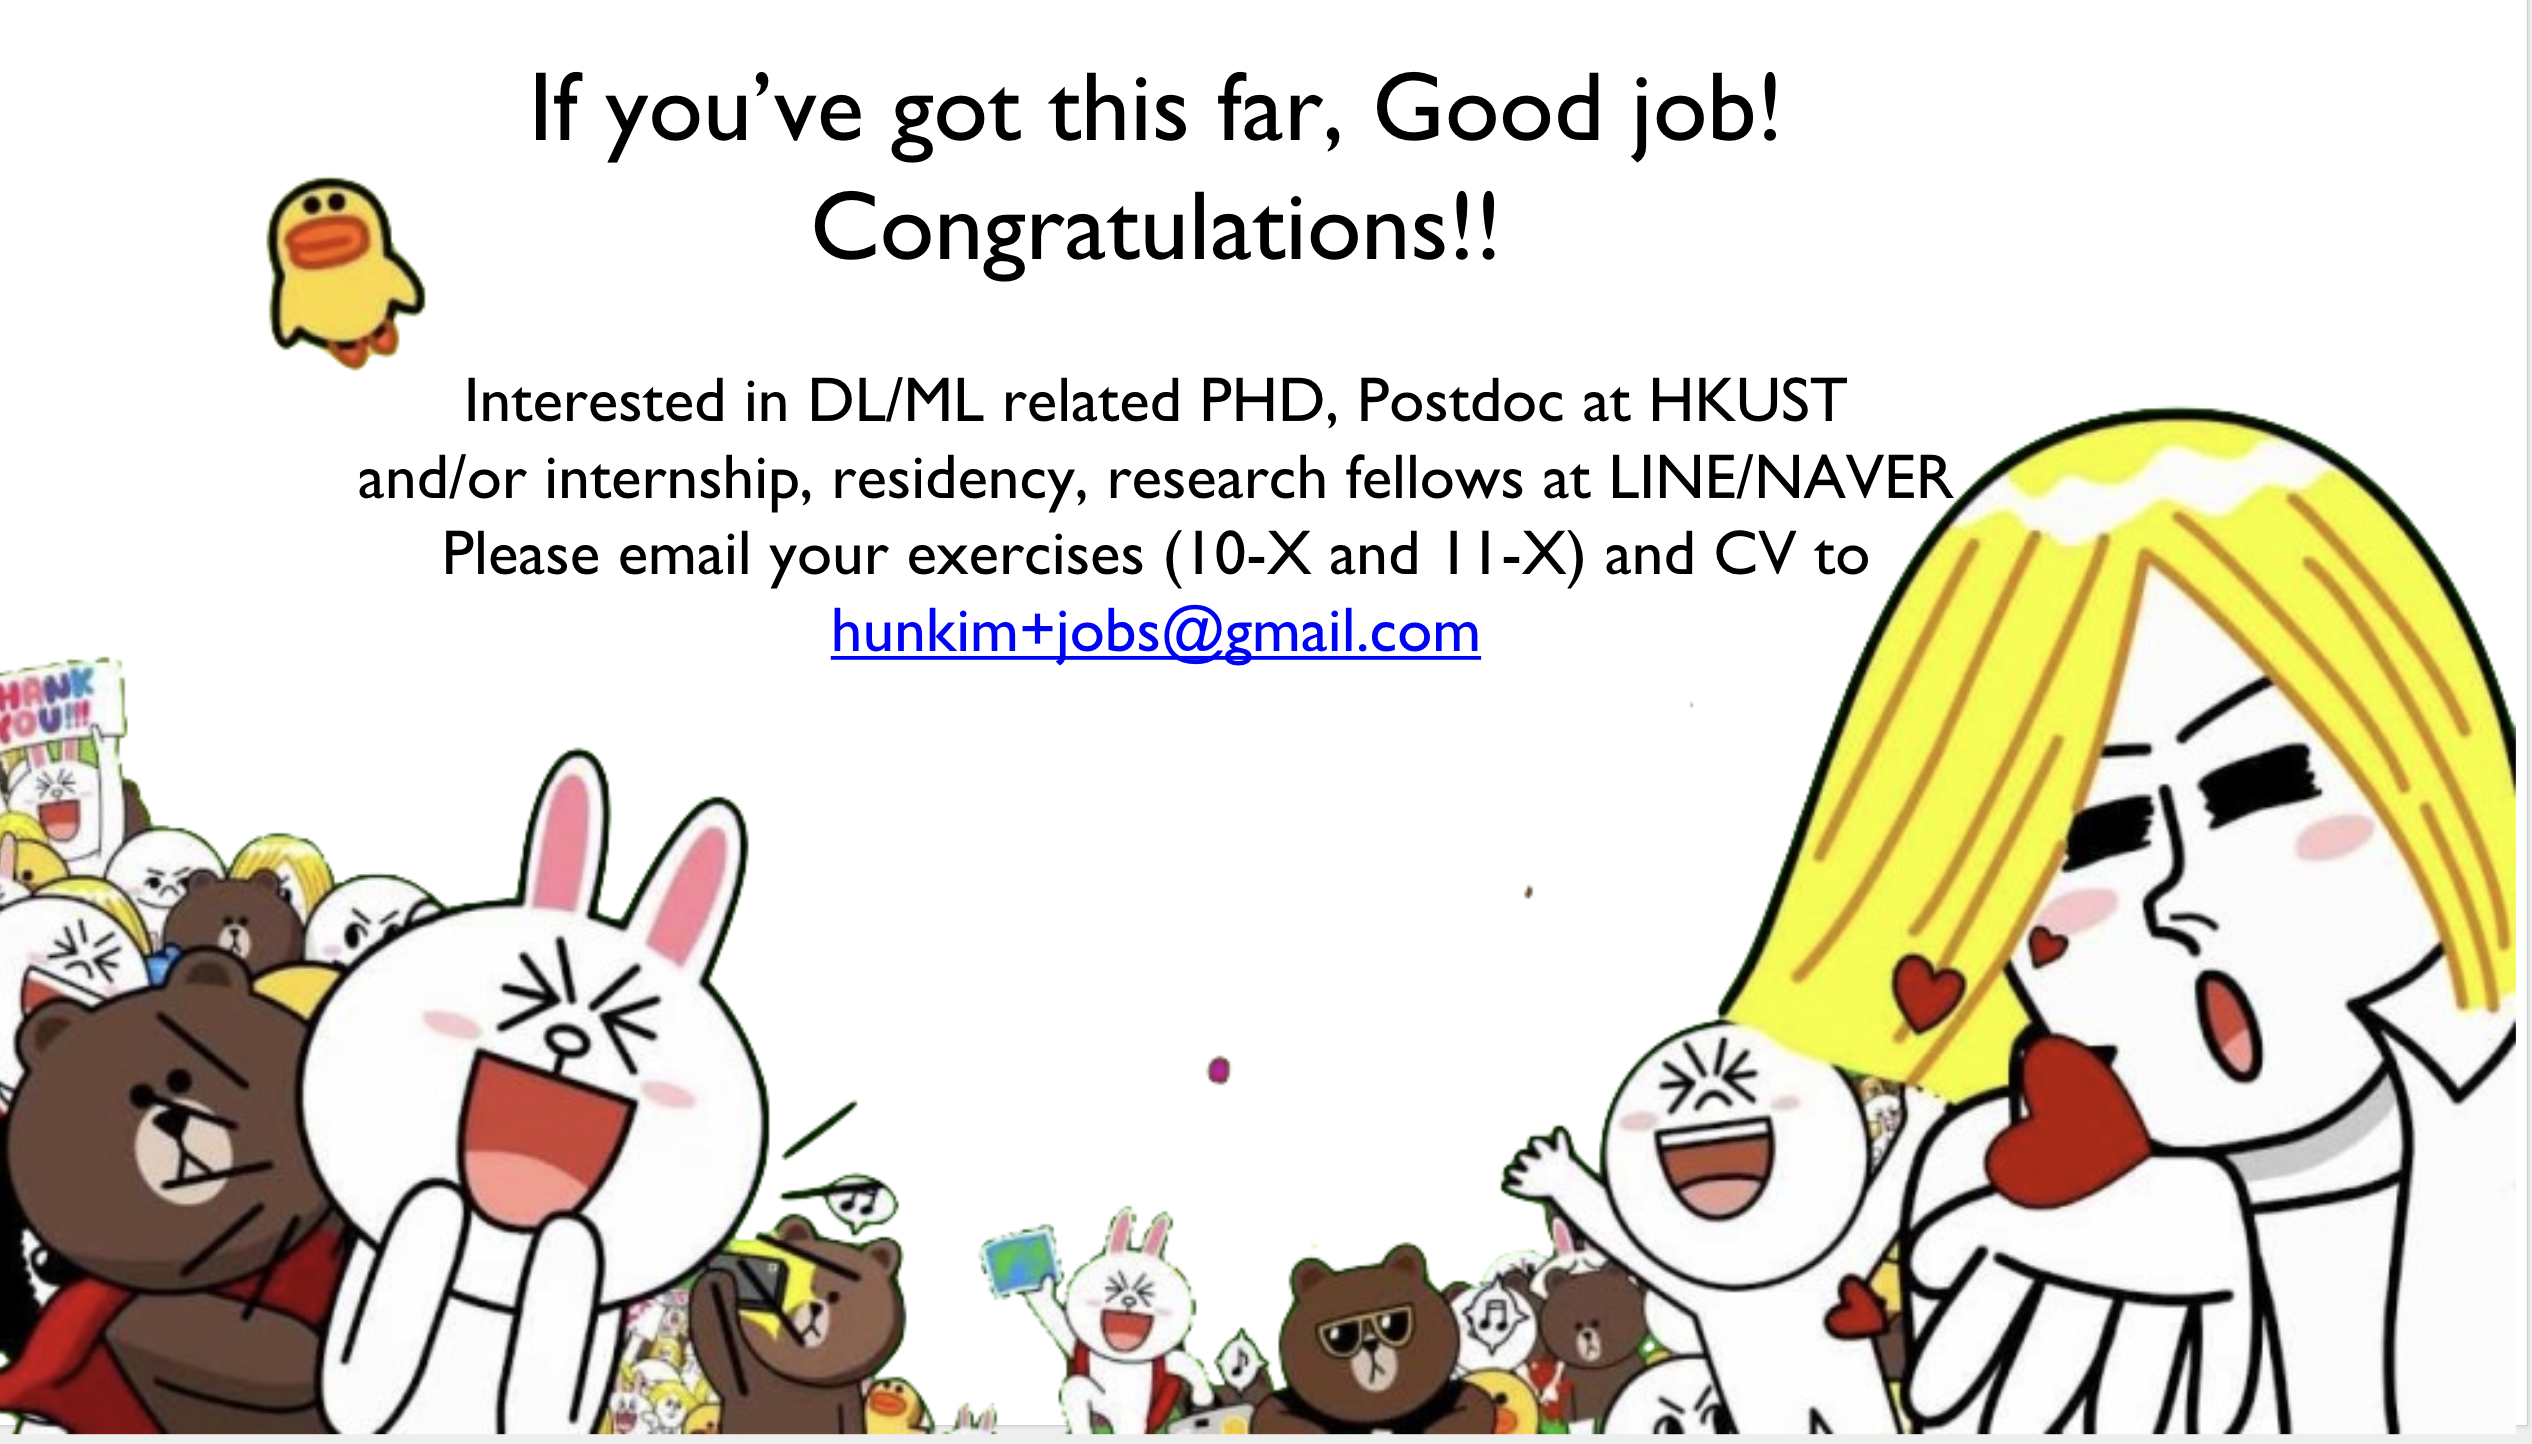 If you’ve got this far, Good job!
Congratulations!!
Interested in DL/ML related PHD, Postdoc at HKUST
and/or internship, residency, research fellows at LINE/NAVER
Please email your exercises (10-X and 11-X) and CV to
hunkim+jobs@gmail.com
HANK
YOU!!!